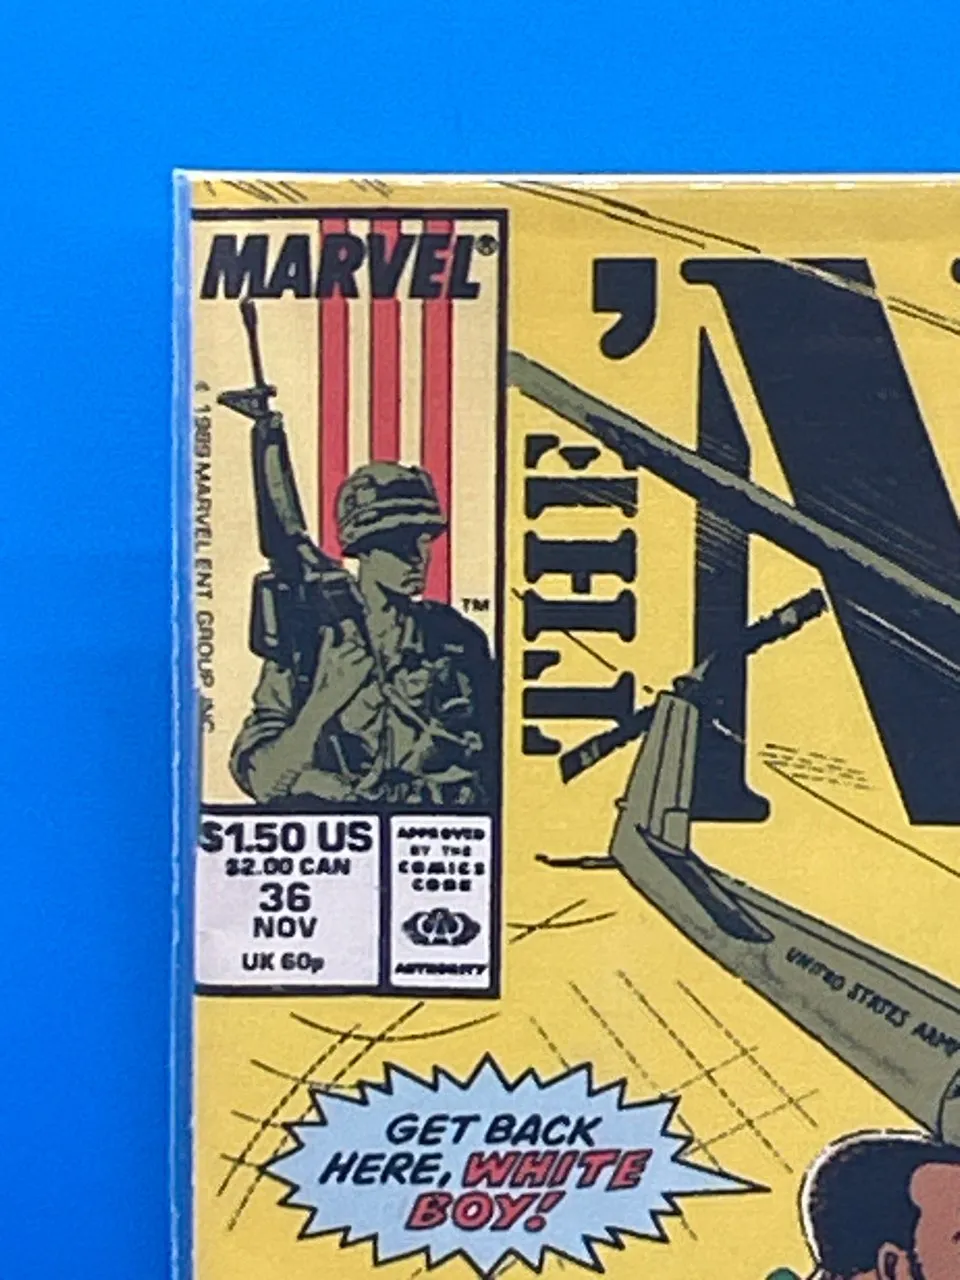 MARVEL®
© 1989 MARVEL ENT. GROUP, INC.
TM
$1.50 US
$2.00 CAN
36
NOV
UK 60p
APPROVED
BY THE
COMICS
CODE
AUTHORITY
THE
'N
UNITED STATES ARMY
GET BACK
HERE, WHITE
BOY!